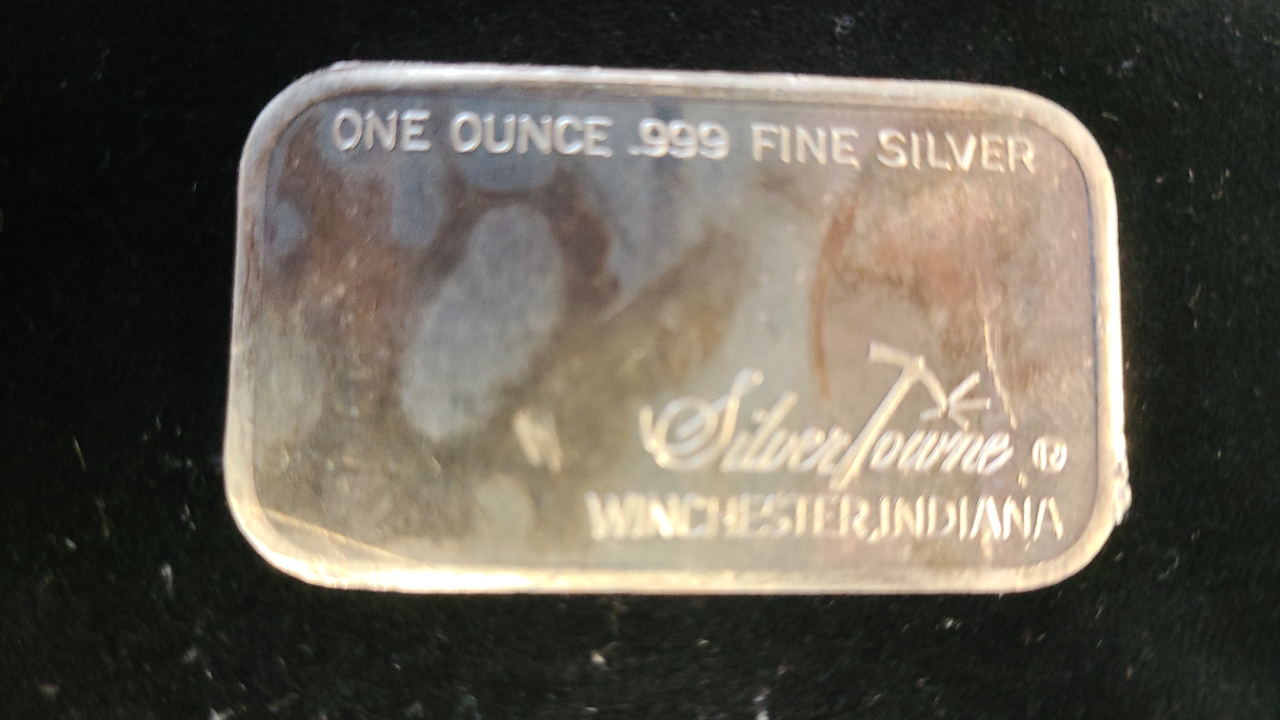 ONE OUNCE .999 FINE SILVER
SilverTowne ®
WINCHESTER, INDIANA